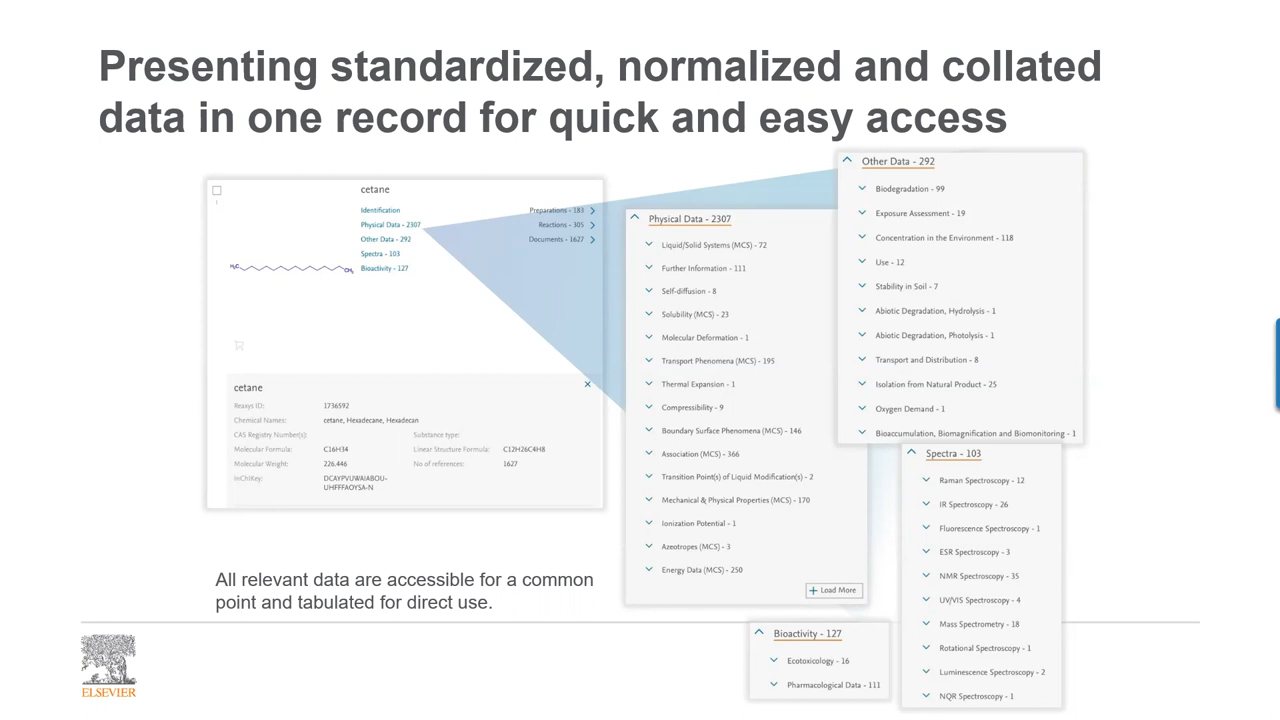 Presenting standardized, normalized and collated
data in one record for quick and easy access
cetane
1
Identification
Physical Data - 2307
Other Data - 292
Spectra - 103
Bioactivity - 127
Preparations - 183
Reactions - 305
Documents - 1627
H₃C
CH₃
cetane
Reaxys ID: 1736592
Chemical Names: cetane, Hexadecane, Hexadecan
CAS Registry Number(s): Substance type:
Molecular Formula: C16H34 Linear Structure Formula: C12H26C4H8
Molecular Weight: 226.446 No of references: 1627
InChIKey: DCAYPVUWAIABOU-
UHFFFAOYSA-N
All relevant data are accessible for a common
point and tabulated for direct use.
Physical Data - 2307
Liquid/Solid Systems (MCS) - 72
Further Information - 111
Self-diffusion - 8
Solubility (MCS) - 23
Molecular Deformation - 1
Transport Phenomena (MCS) - 195
Thermal Expansion - 1
Compressibility - 9
Boundary Surface Phenomena (MCS) - 146
Association (MCS) - 366
Transition Point(s) of Liquid Modification(s) - 2
Mechanical & Physical Properties (MCS) - 170
Ionization Potential - 1
Azeotropes (MCS) - 3
Energy Data (MCS) - 250
+ Load More
Other Data - 292
Biodegradation - 99
Exposure Assessment - 19
Concentration in the Environment - 118
Use - 12
Stability in Soil - 7
Abiotic Degradation, Hydrolysis - 1
Abiotic Degradation, Photolysis - 1
Transport and Distribution - 8
Isolation from Natural Product - 25
Oxygen Demand - 1
Bioaccumulation, Biomagnification and Biomonitoring - 1
Spectra - 103
Raman Spectroscopy - 12
IR Spectroscopy - 26
Fluorescence Spectroscopy - 1
ESR Spectroscopy - 3
NMR Spectroscopy - 35
UV/VIS Spectroscopy - 4
Mass Spectrometry - 18
Rotational Spectroscopy - 1
Luminescence Spectroscopy - 2
NQR Spectroscopy - 1
Bioactivity - 127
Ecotoxicology - 16
Pharmacological Data - 111
ELSEVIER